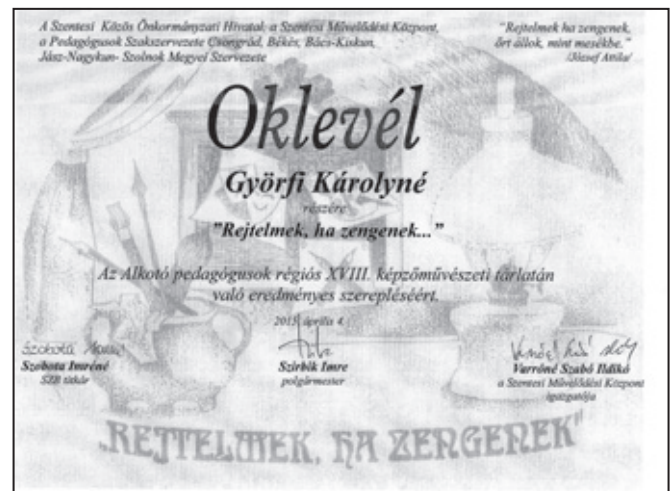 A Szentesi Közös Önkormányzati Hivatal, a Szentesi Művelődési Központ,
a Pedagógusok Szakszervezete Csongrád, Békés, Bács-Kiskun,
Jász-Nagykun- Szolnok Megyei Szervezete
"Rejtelmek ha zengenek,
őrt állok, mint mesékbe."
/József Attila/
Oklevél
Györfi Károlyné
részére
"Rejtelmek, ha zengenek..."
Az Alkotó pedagógusok régiós XVIII. képzőművészeti tárlatán
való eredményes szerepléséért.
2015 április 4.
Szobota Imréné
SZB titkár
Szirbik Imre
polgármester
Varróné Szabó Ildikó
a Szentesi Művelődési Központ
igazgatója
"REJTELMEK, HA ZENGENEK"